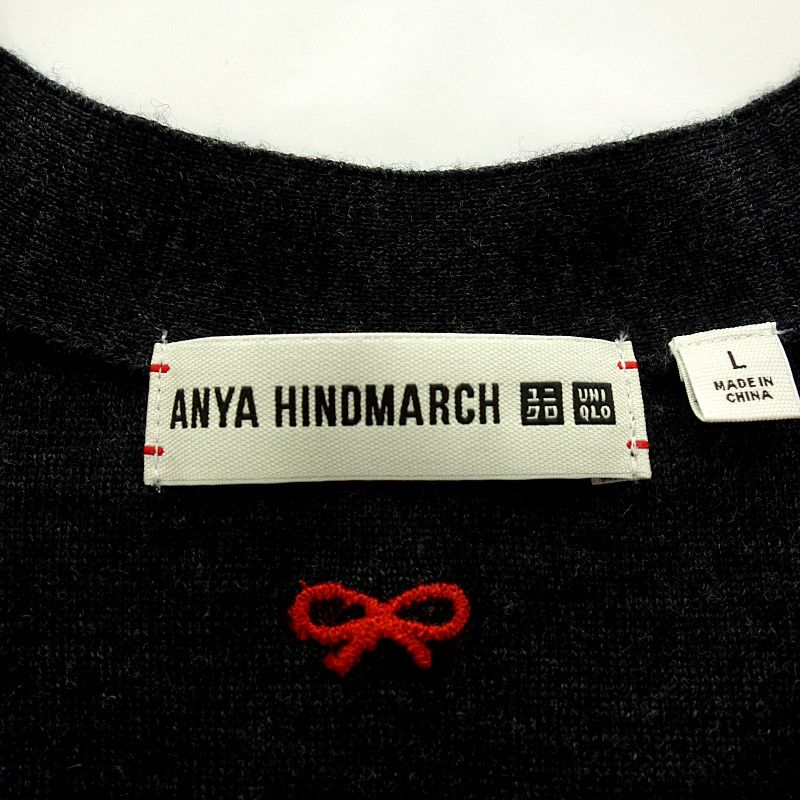 ANYA HINDMARCH ユニ UNI
クロ QLO
L
MADE IN
CHINA